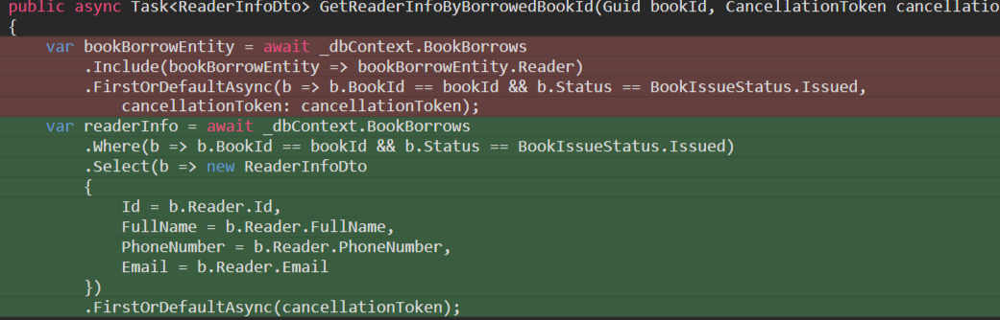 public async Task<ReaderInfoDto> GetReaderInfoByBorrowedBookId(Guid bookId, CancellationToken cancellatio
{
    var bookBorrowEntity = await _dbContext.BookBorrows
        .Include(bookBorrowEntity => bookBorrowEntity.Reader)
        .FirstOrDefaultAsync(b => b.BookId == bookId && b.Status == BookIssueStatus.Issued,
            cancellationToken: cancellationToken);
    var readerInfo = await _dbContext.BookBorrows
        .Where(b => b.BookId == bookId && b.Status == BookIssueStatus.Issued)
        .Select(b => new ReaderInfoDto
        {
            Id = b.Reader.Id,
            FullName = b.Reader.FullName,
            PhoneNumber = b.Reader.PhoneNumber,
            Email = b.Reader.Email
        })
        .FirstOrDefaultAsync(cancellationToken);